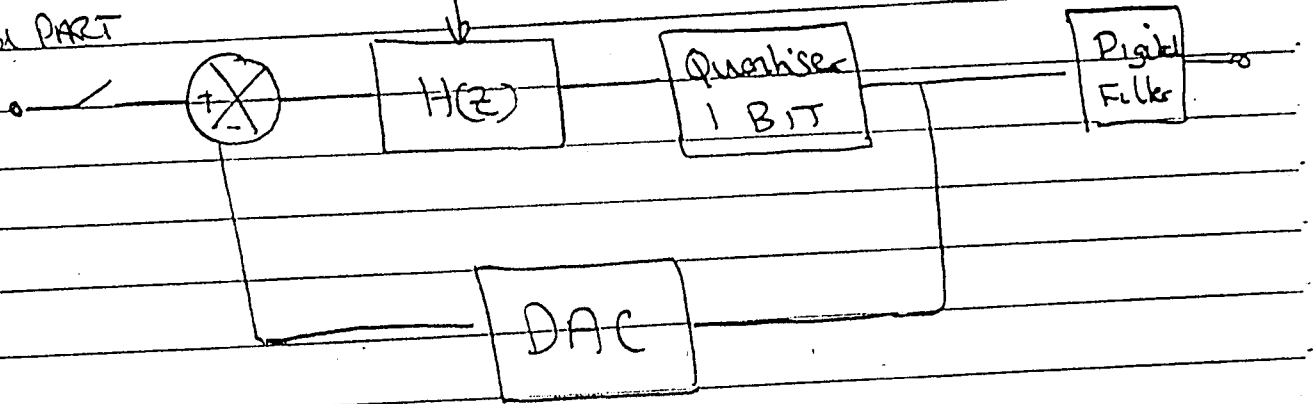 PART
+
-
H(z)
Quantiser
1 BIT
Digital
Filter
DAC